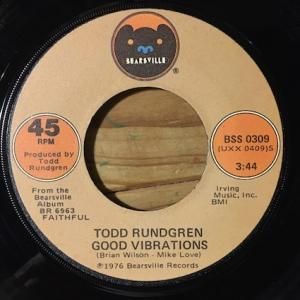 BEARSVILLE
®
45
RPM
Produced by
Todd
Rundgren
From the
Bearsville
Album
BR 6963
FAITHFUL
BSS 0309
(UXX 0409)S
3:44
Irving
Music, Inc.
BMI
TODD RUNDGREN
GOOD VIBRATIONS
(Brian Wilson - Mike Love)
℗1976 Bearsville Records